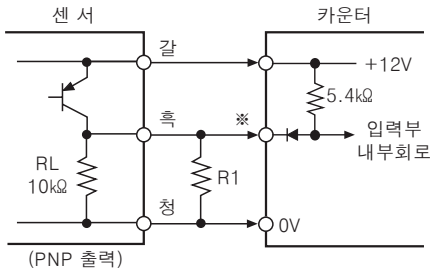 센 서
카운터
갈
+12V
5.4kΩ
흑
※
입력부
내부회로
RL
10kΩ
R1
청
0V
(PNP 출력)